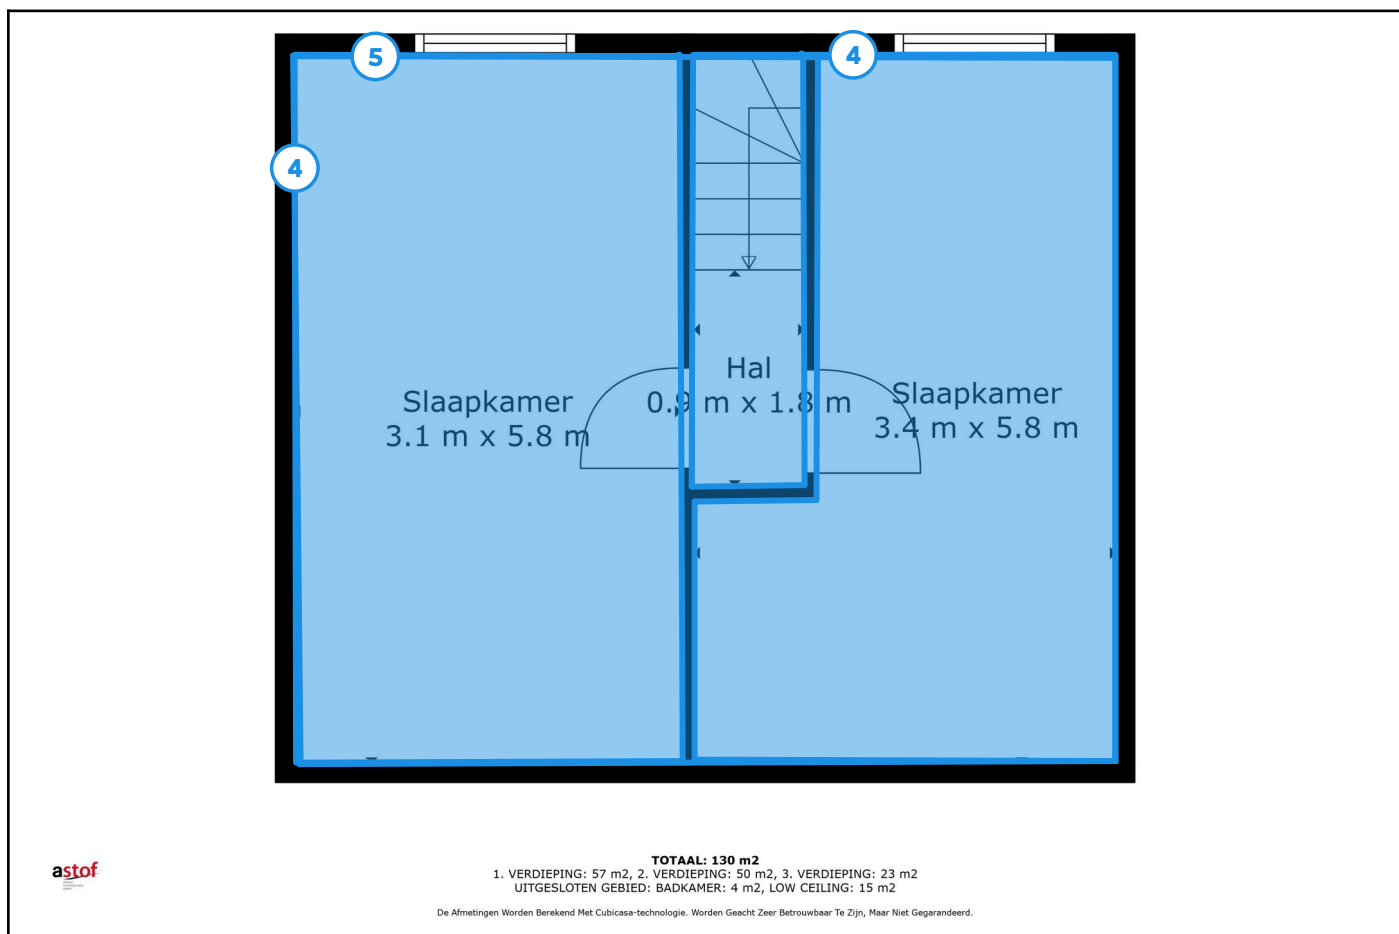 5
4
4
Hal
0.9 m x 1.8 m
Slaapkamer
3.1 m x 5.8 m
Slaapkamer
3.4 m x 5.8 m
astof
TOTAAL: 130 m2
1. VERDIEPING: 57 m2, 2. VERDIEPING: 50 m2, 3. VERDIEPING: 23 m2
UITGESLOTEN GEBIED: BADKAMER: 4 m2, LOW CEILING: 15 m2
De Afmetingen Worden Berekend Met Cubicasa-technologie. Worden Geacht Zeer Betrouwbaar Te Zijn, Maar Niet Gegarandeerd.